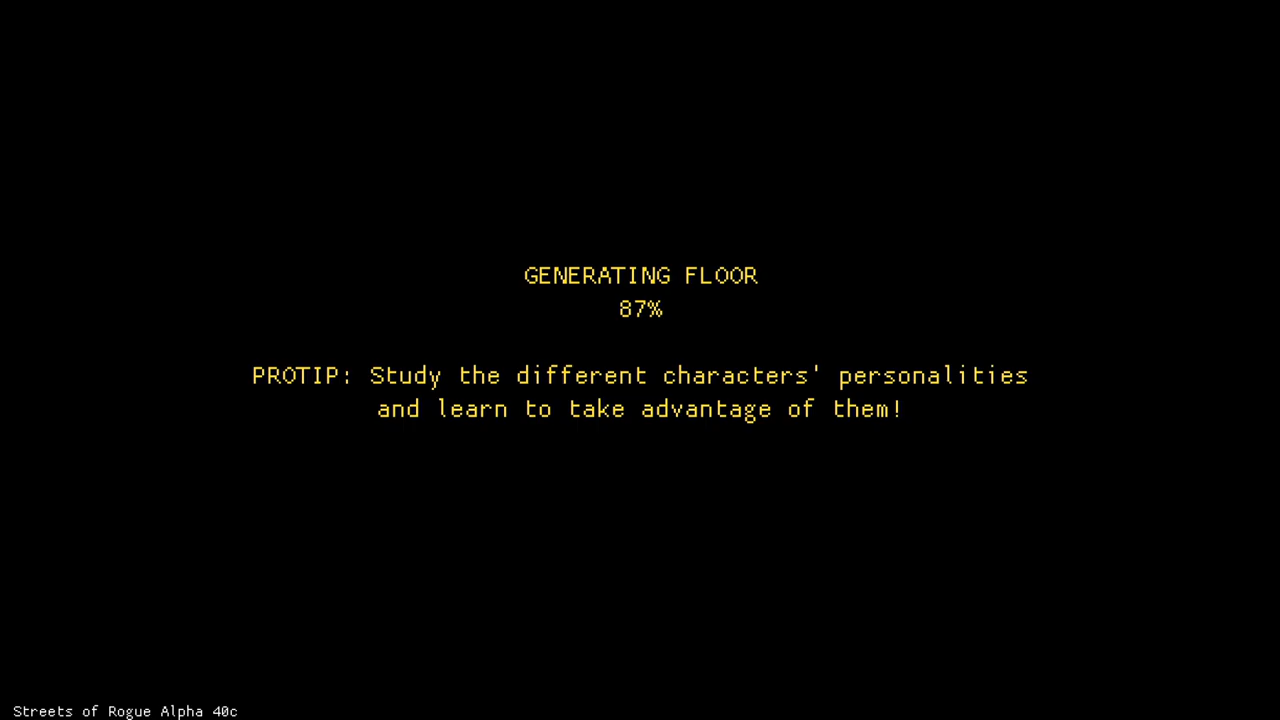 GENERATING FLOOR
87%
PROTIP: Study the different characters' personalities
and learn to take advantage of them!
Streets of Rogue Alpha 40c